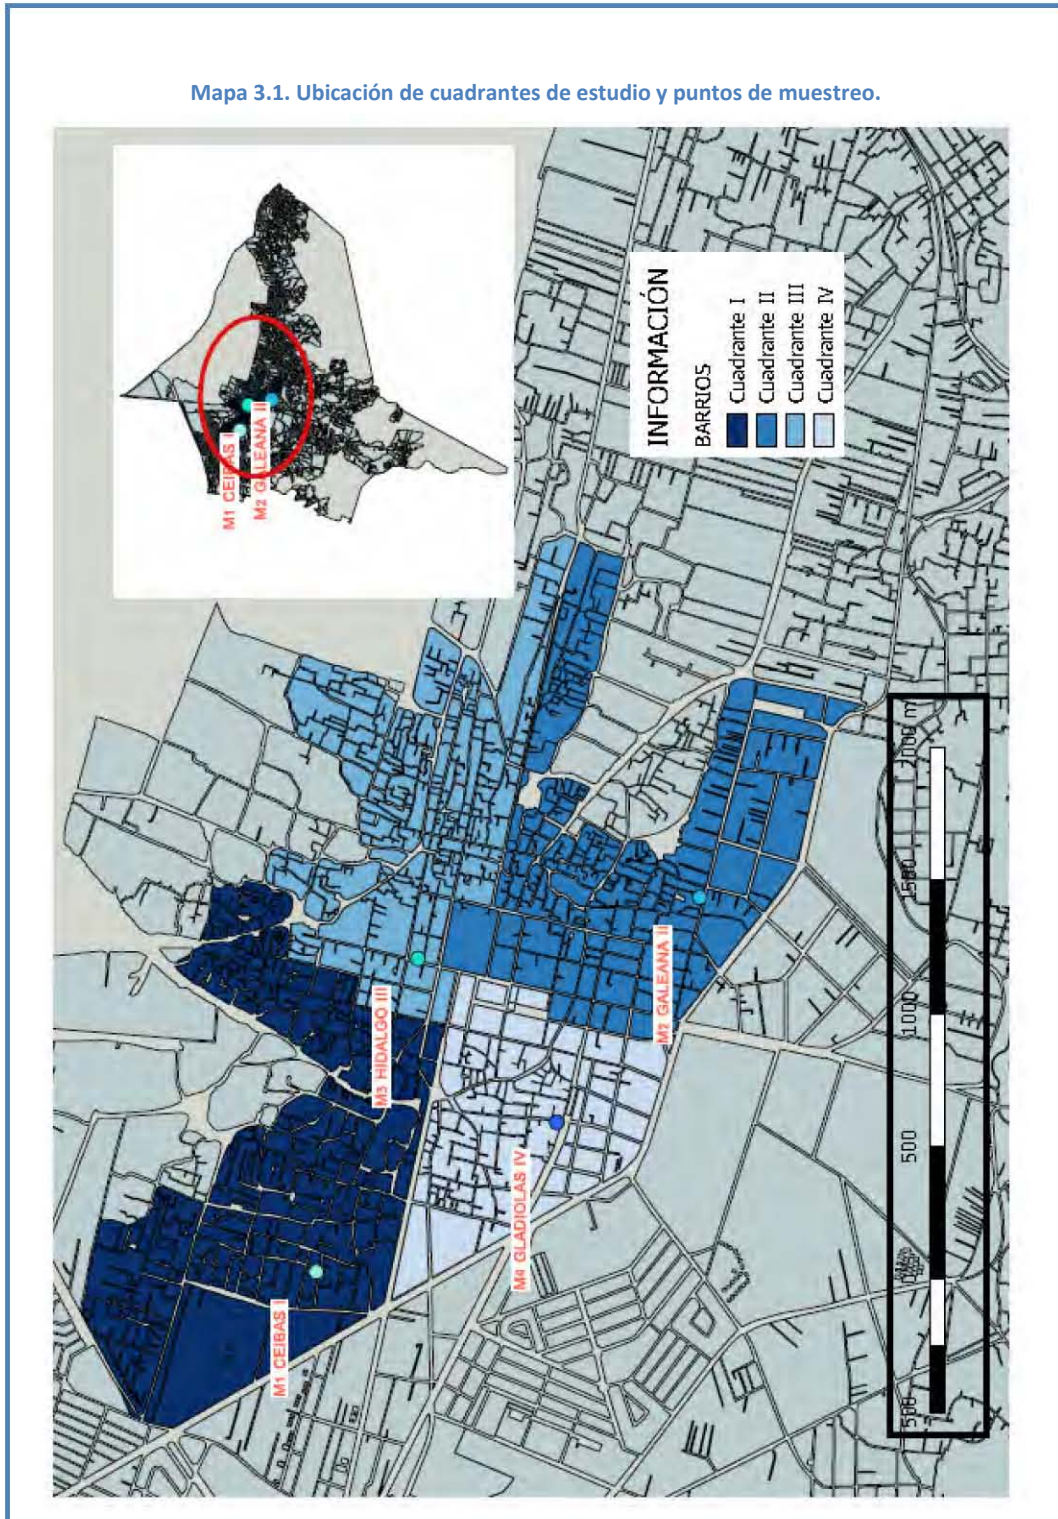 Mapa 3.1. Ubicación de cuadrantes de estudio y puntos de muestreo.
M1 CEIBAS I
M2 GALEANA II
INFORMACIÓN
BARRIOS
Cuadrante I
Cuadrante II
Cuadrante III
Cuadrante IV
M3 HIDALGO III
M2 GALEANA II
M4 GLADIOLAS IV
M1 CEIBAS I
500
500
1000
1500
2000 m